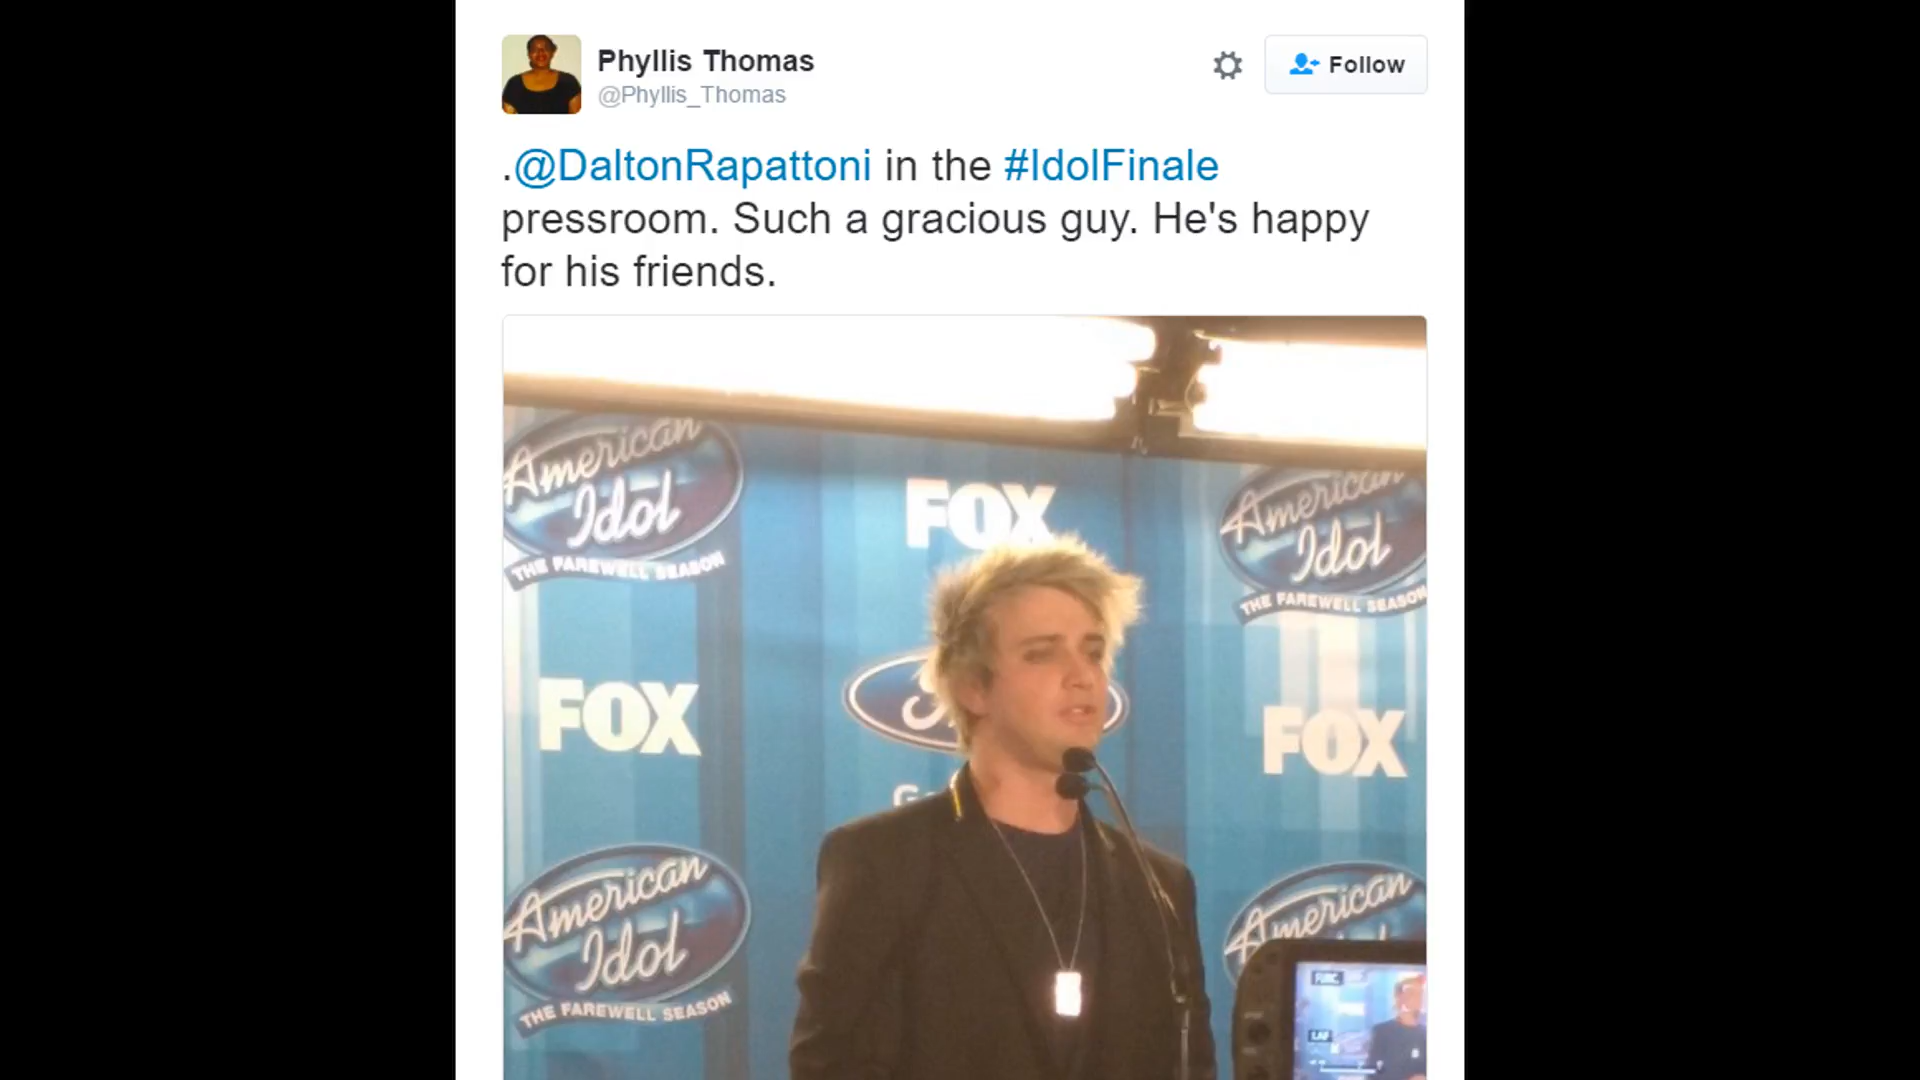 Phyllis Thomas
@Phyllis_Thomas
Follow
.@DaltonRapattoni in the #IdolFinale
pressroom. Such a gracious guy. He's happy
for his friends.
American
Idol
THE FAREWELL SEASON
FOX
American
Idol
THE FAREWELL SEASON
FOX
FOX
American
Idol
THE FAREWELL SEASON
American